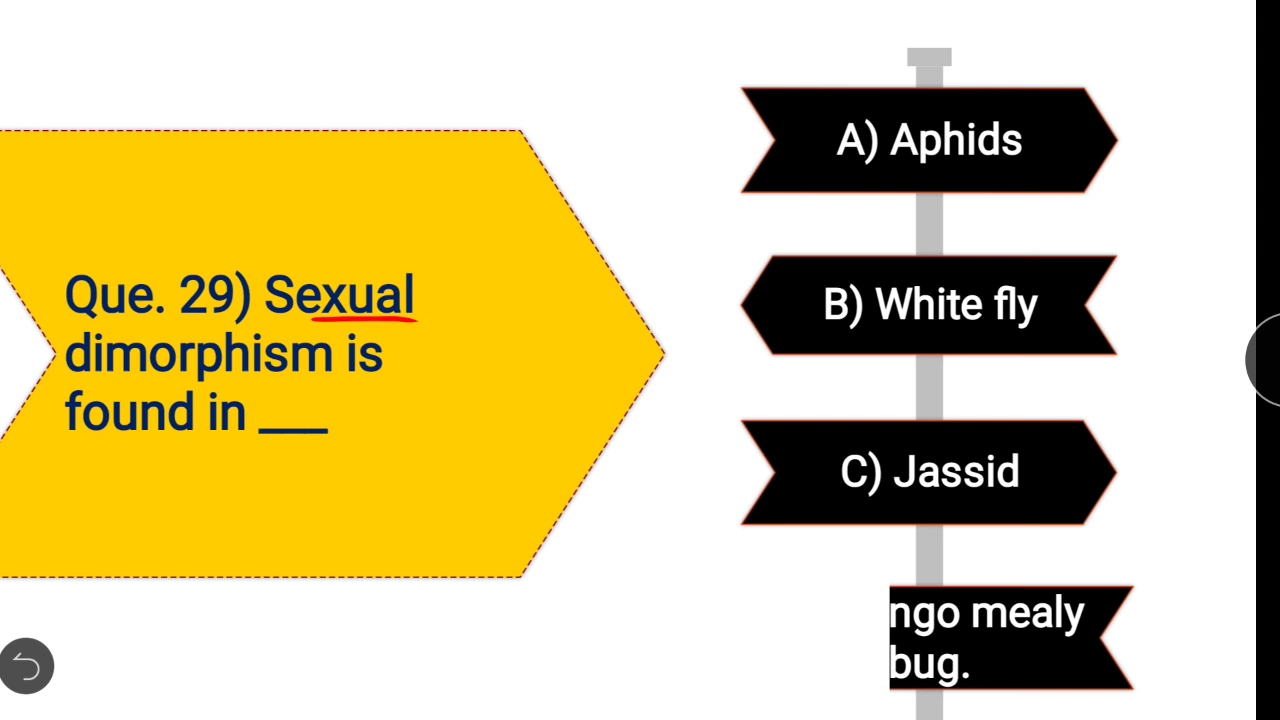 Que. 29) Sexual
dimorphism is
found in ___
A) Aphids
B) White fly
C) Jassid
ngo mealy
bug.